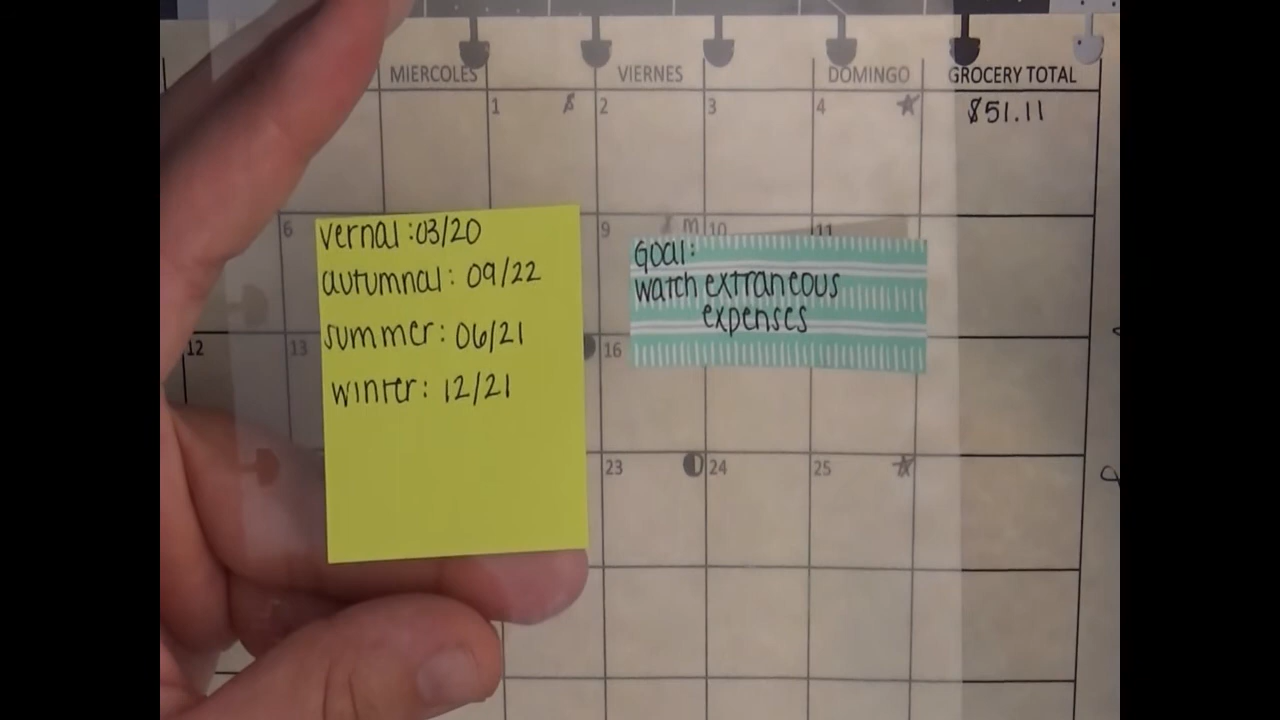 MIERCOLES VIERNES DOMINGO GROCERY TOTAL
1 $ 2 3 4 $51.11
6 9 m 10 11
vernal: 03/20
autumnal: 09/22
summer: 06/21
winter: 12/21
Goal:
watch extraneous
expenses
12 13 16
23 24 25